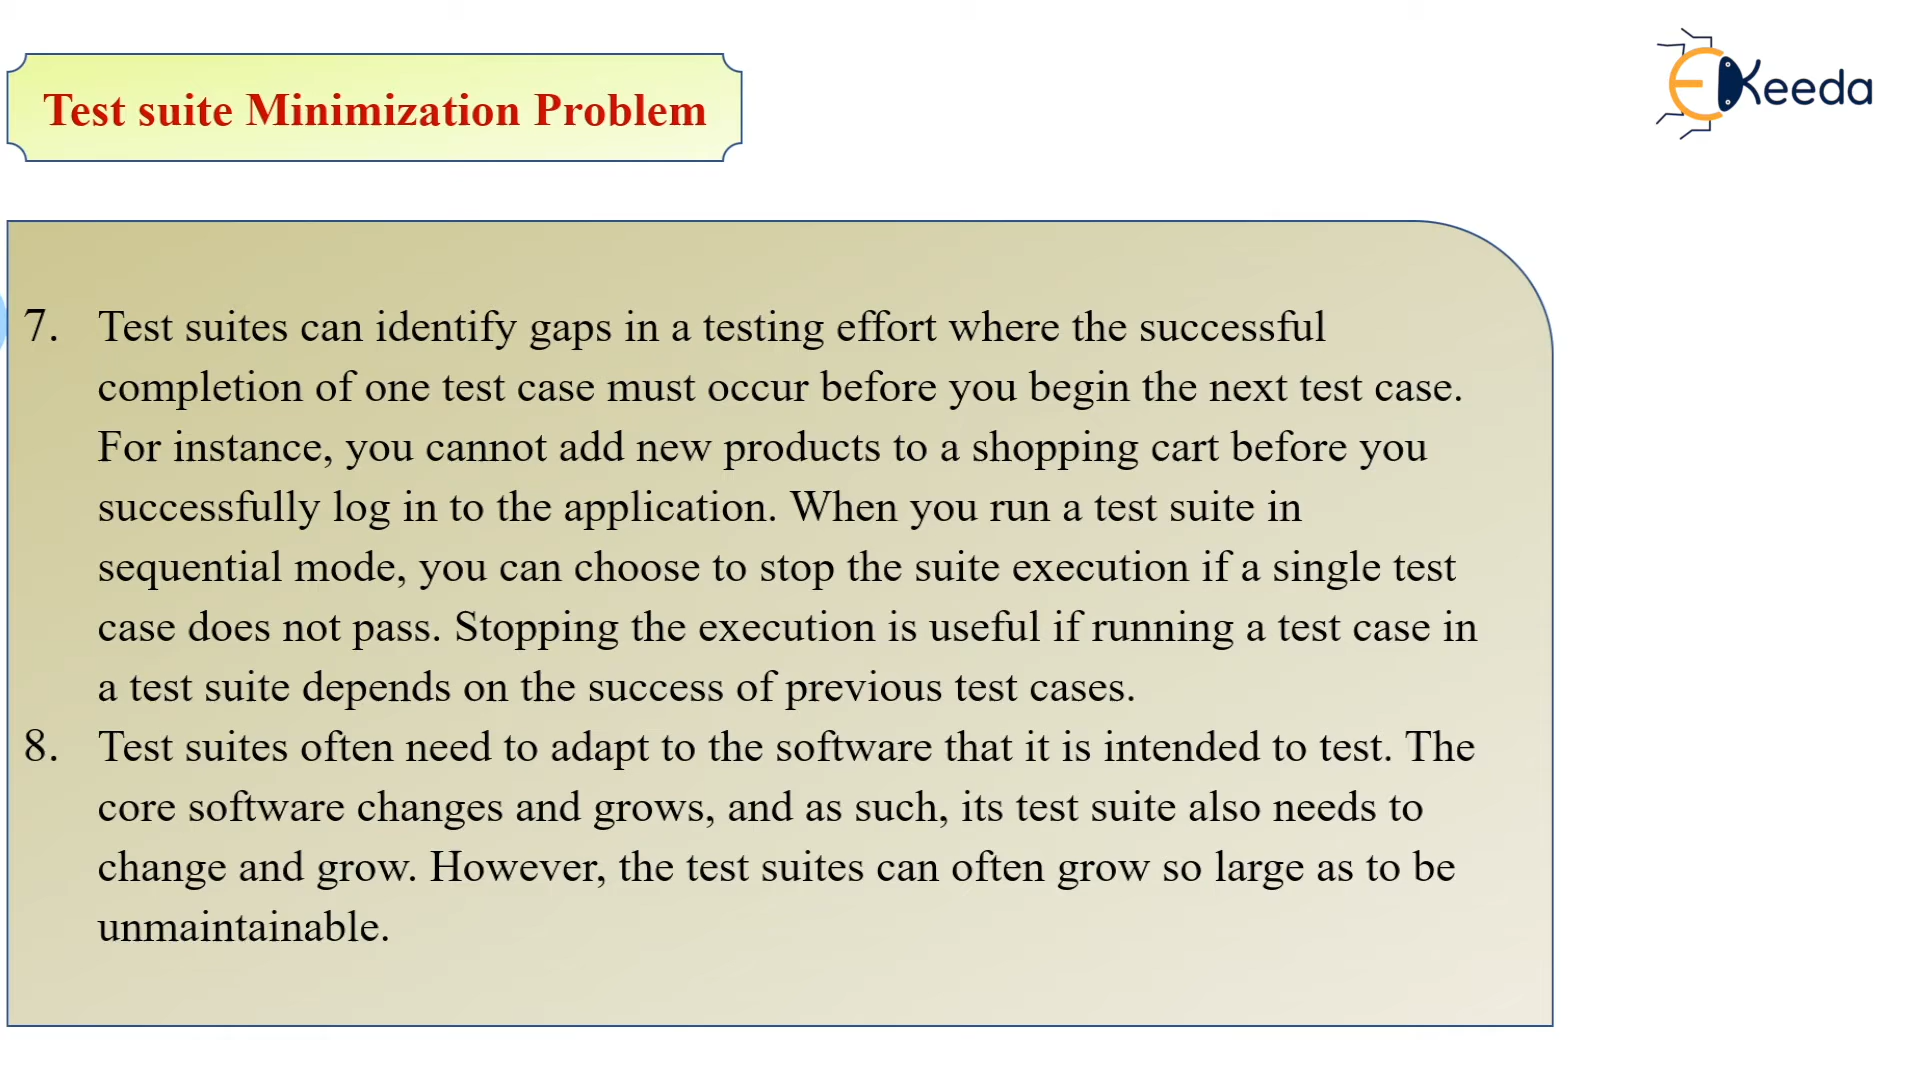 Test suite Minimization Problem
EKeeda
7. Test suites can identify gaps in a testing effort where the successful
completion of one test case must occur before you begin the next test case.
For instance, you cannot add new products to a shopping cart before you
successfully log in to the application. When you run a test suite in
sequential mode, you can choose to stop the suite execution if a single test
case does not pass. Stopping the execution is useful if running a test case in
a test suite depends on the success of previous test cases.
8. Test suites often need to adapt to the software that it is intended to test. The
core software changes and grows, and as such, its test suite also needs to
change and grow. However, the test suites can often grow so large as to be
unmaintainable.